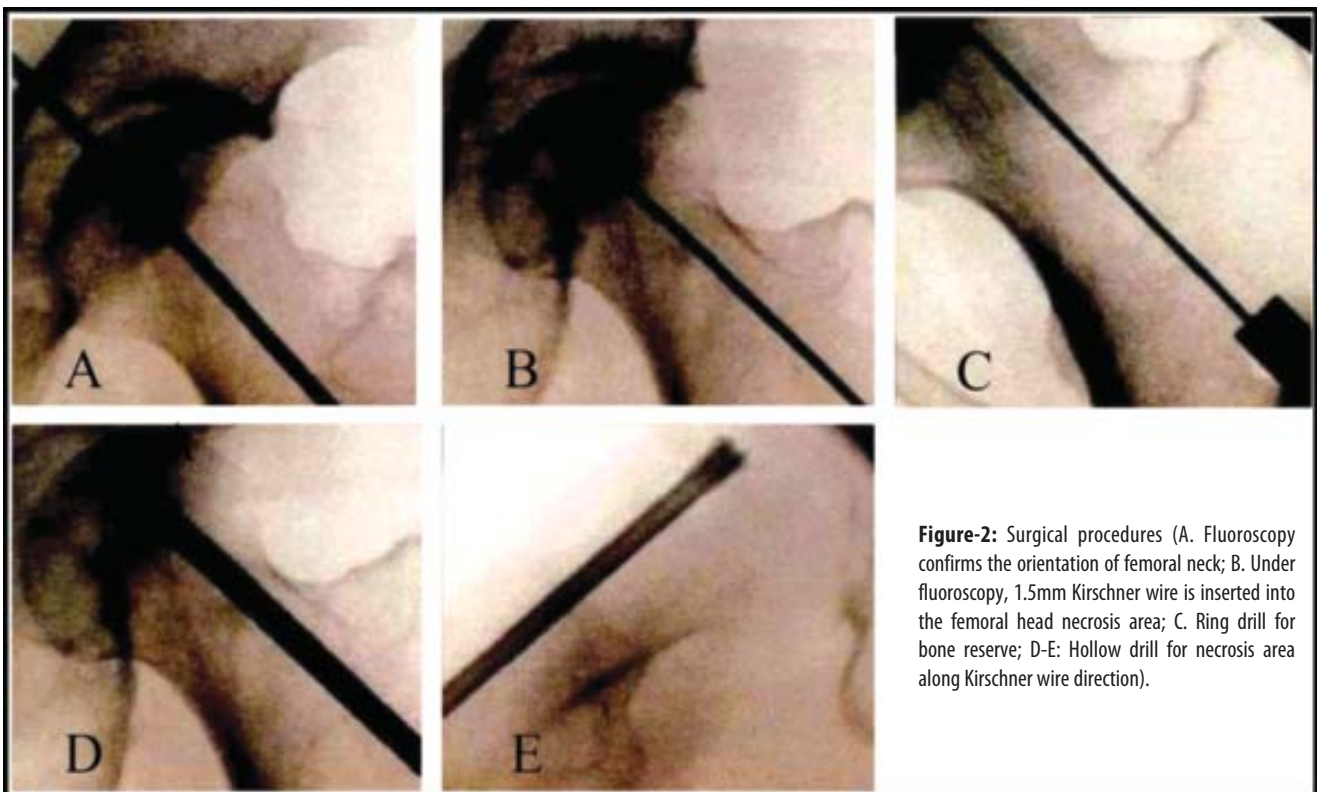 A
B
C
D
E
Figure-2: Surgical procedures (A. Fluoroscopy
confirms the orientation of femoral neck; B. Under
fluoroscopy, 1.5mm Kirschner wire is inserted into
the femoral head necrosis area; C. Ring drill for
bone reserve; D-E: Hollow drill for necrosis area
along Kirschner wire direction).